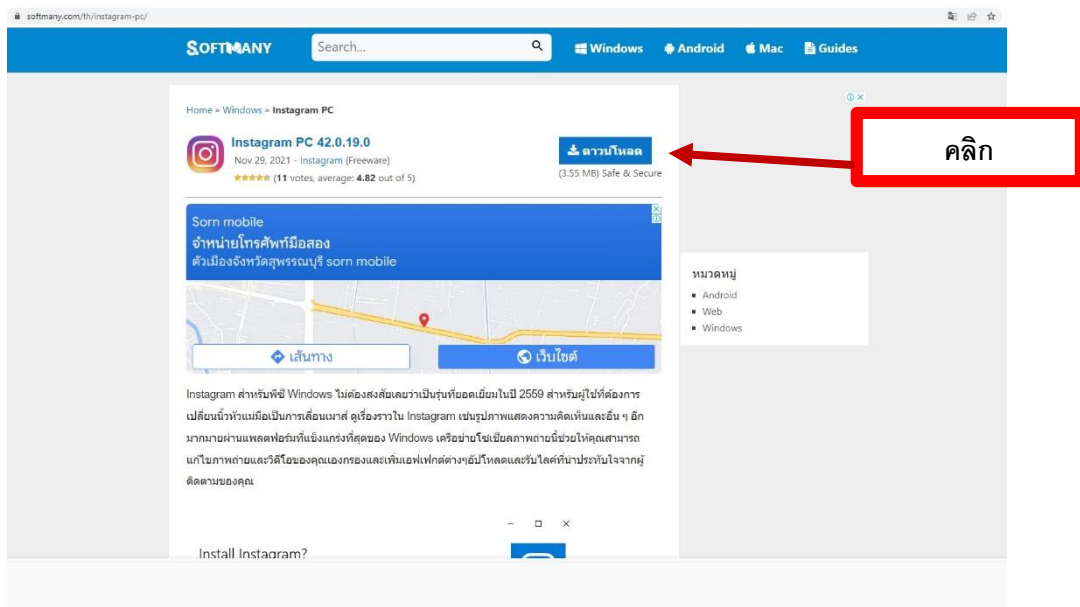 softmany.com/th/instagram-pc/
SOFTMANY
Search...
Windows
Android
Mac
Guides
Home » Windows » Instagram PC
Instagram PC 42.0.19.0
Nov 29, 2021 - Instagram (Freeware)
(11 votes, average: 4.82 out of 5)
ดาวน์โหลด
(3.55 MB) Safe & Secure
คลิก
Sorn mobile
จำหน่ายโทรศัพท์มือสอง
ตัวเมืองจังหวัดสุพรรณบุรี sorn mobile
เส้นทาง
เว็บไซต์
หมวดหมู่
Android
Web
Windows
Instagram สำหรับพีซี Windows ไม่ต้องสงสัยเลยว่าเป็นรุ่นที่ยอดเยี่ยมในปี 2559 สำหรับผู้ใช้ที่ต้องการ
เปลี่ยนนิ้วหัวแม่มือเป็นการเลื่อนเมาส์ ดูเรื่องราวใน Instagram เช่นรูปภาพแสดงความคิดเห็นและอื่น ๆ อีก
มากมายผ่านแพลตฟอร์มที่แข็งแกร่งที่สุดของ Windows เครือข่ายโซเชียลภาพถ่ายนี้ช่วยให้คุณสามารถ
แก้ไขภาพถ่ายและวิดีโอของคุณเองกรองและเพิ่มเอฟเฟกต์ต่างๆอัปโหลดและรับไลค์ที่น่าประทับใจจากผู้
ติดตามของคุณ
Install Instagram?